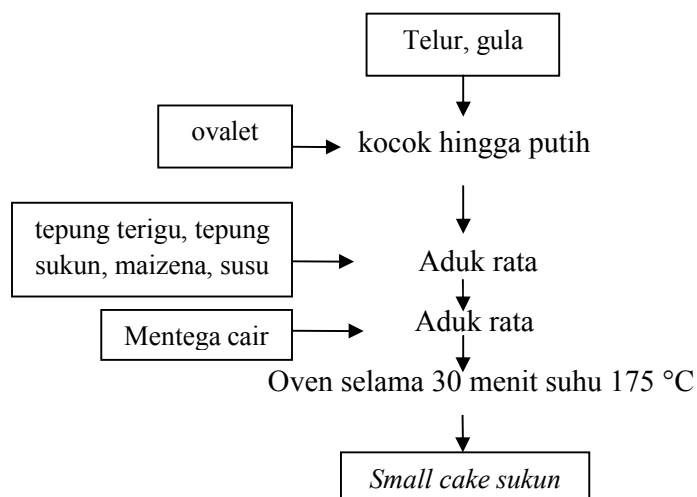 Telur, gula
ovalet
kocok hingga putih
tepung terigu, tepung
sukun, maizena, susu
Aduk rata
Mentega cair
Aduk rata
Oven selama 30 menit suhu 175 °C
Small cake sukun